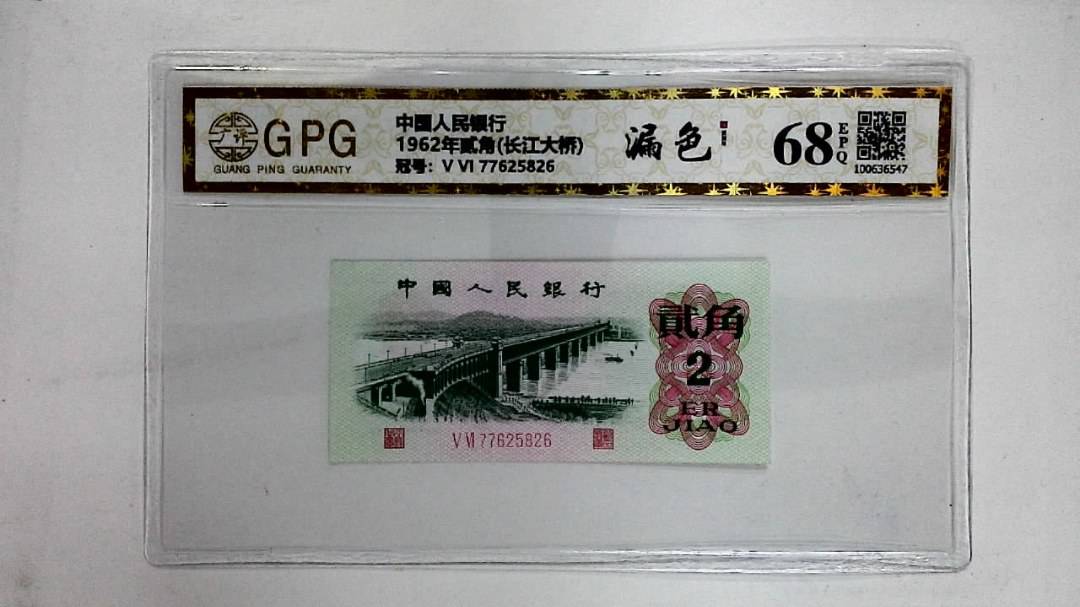 GPG
GUANG PING GUARANTY
中国人民银行
1962年贰角(长江大桥)
冠号: V VI 77625826
漏色
68 EPQ
100636547
中國人民銀行
貳角
2
ER
JIAO
V VI 77625826